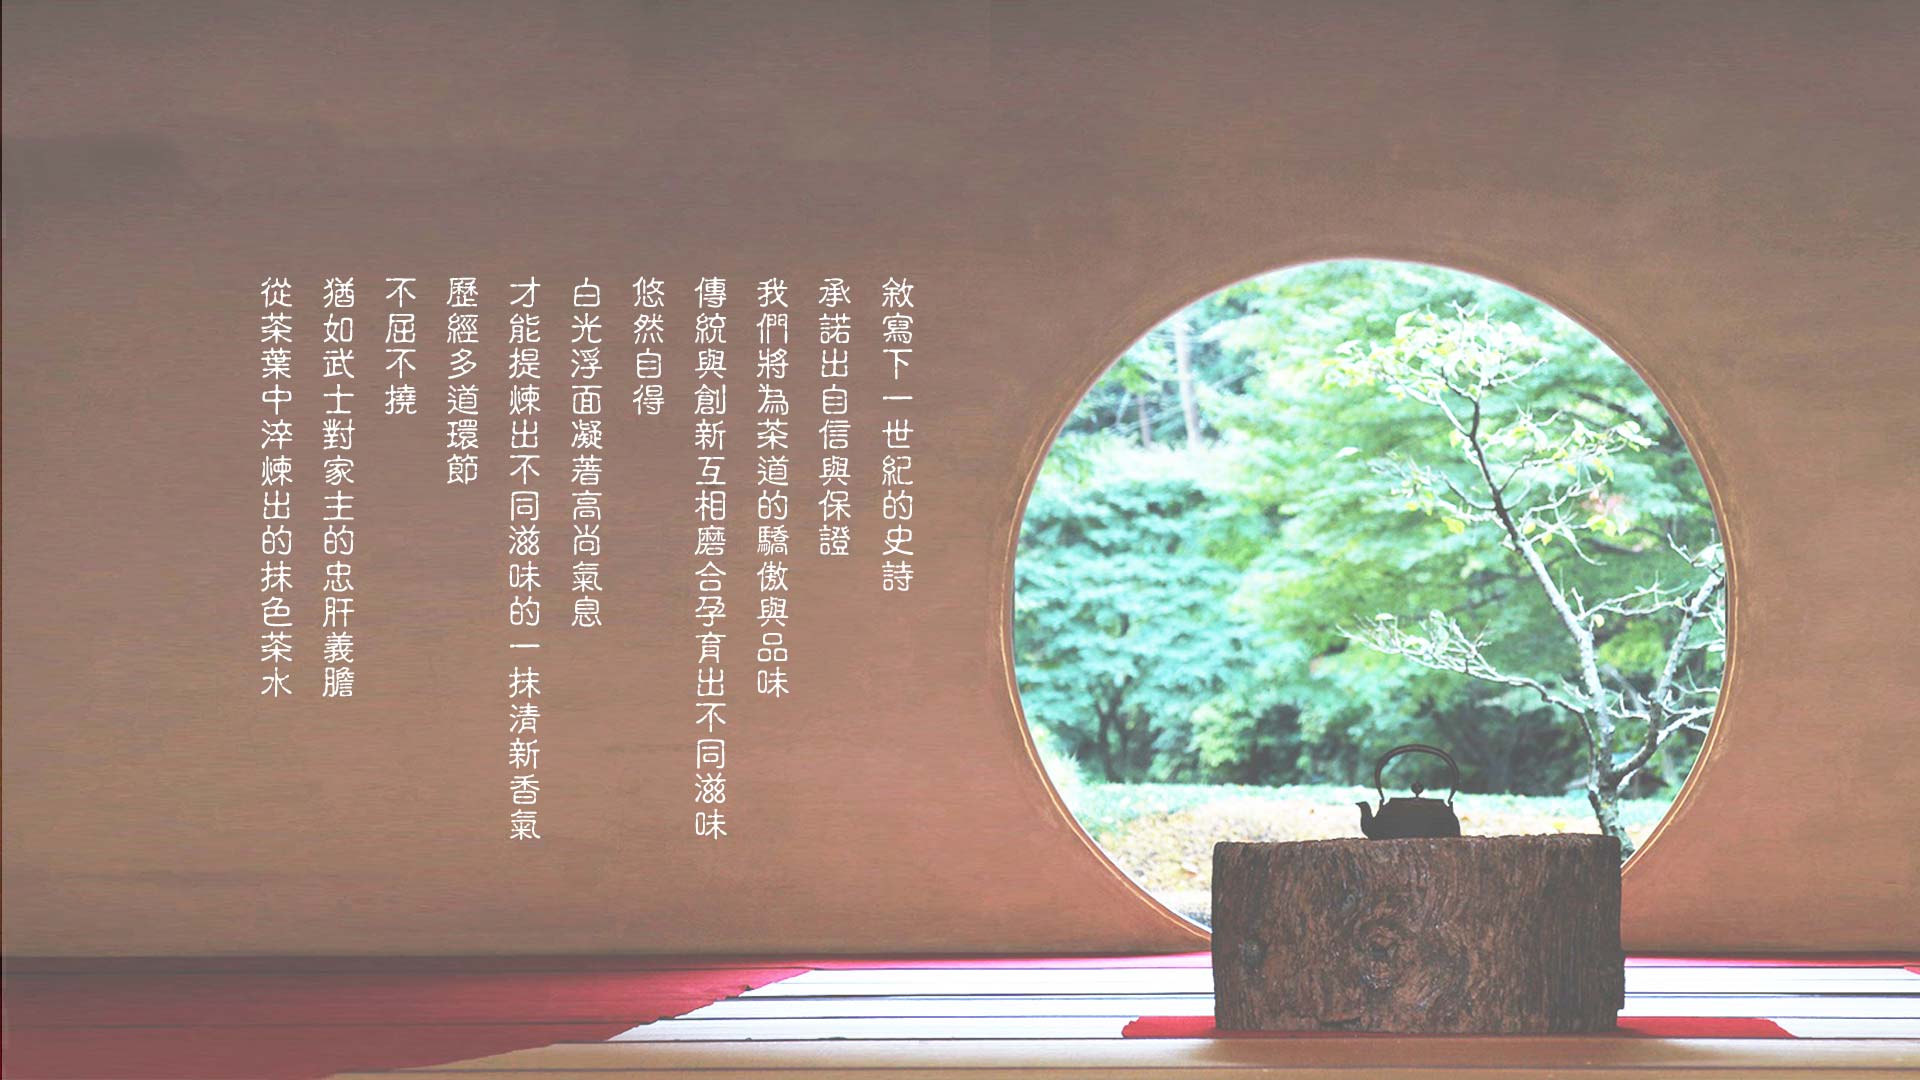 從茶葉中淬煉出的抹色茶水
猶如武士對家主的忠肝義膽
不屈不撓
歷經多道環節
才能提煉出不同滋味的一抹清新香氣
白光浮面凝著高尚氣息
悠然自得
傳統與創新互相磨合孕育出不同滋味
我們將為茶道的驕傲與品味
承諾出自信與保證
敘寫下一世紀的史詩